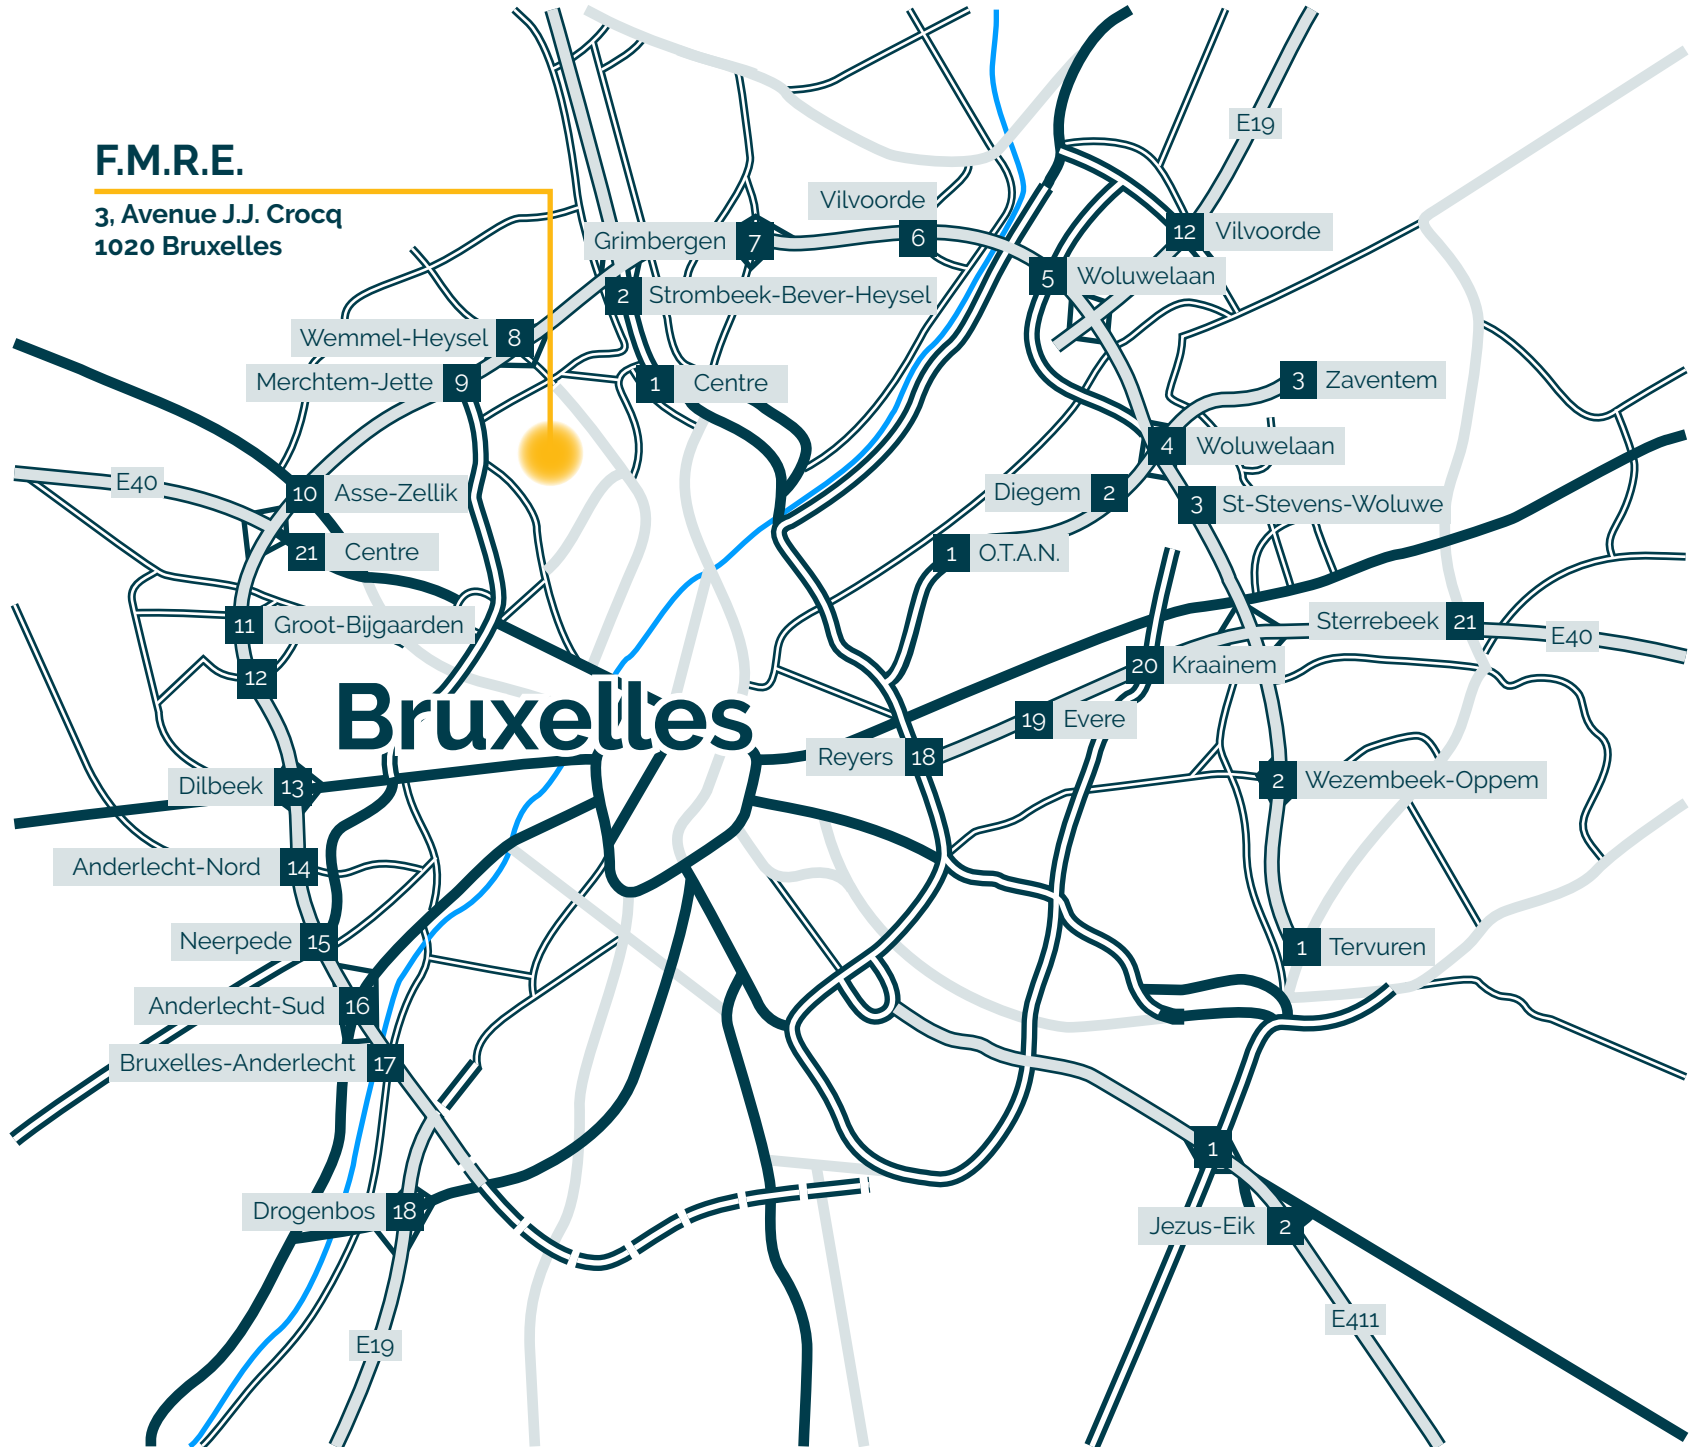 F.M.R.E.
3, Avenue J.J. Crocq
1020 Bruxelles
E19
Vilvoorde
6
Grimbergen 7
12 Vilvoorde
5 Woluwelaan
2 Strombeek-Bever-Heysel
Wemmel-Heysel 8
Merchtem-Jette 9
1 Centre
3 Zaventem
4 Woluwelaan
E40
10 Asse-Zellik
Diegem 2
3 St-Stevens-Woluwe
21 Centre
1 O.T.A.N.
11 Groot-Bijgaarden
Sterrebeek 21
E40
12
20 Kraainem
Bruxelles
19 Evere
Reyers 18
2 Wezembeek-Oppem
Dilbeek 13
Anderlecht-Nord 14
Neerpede 15
1 Tervuren
Anderlecht-Sud 16
Bruxelles-Anderlecht 17
1
Drogenbos 18
Jezus-Eik 2
E411
E19